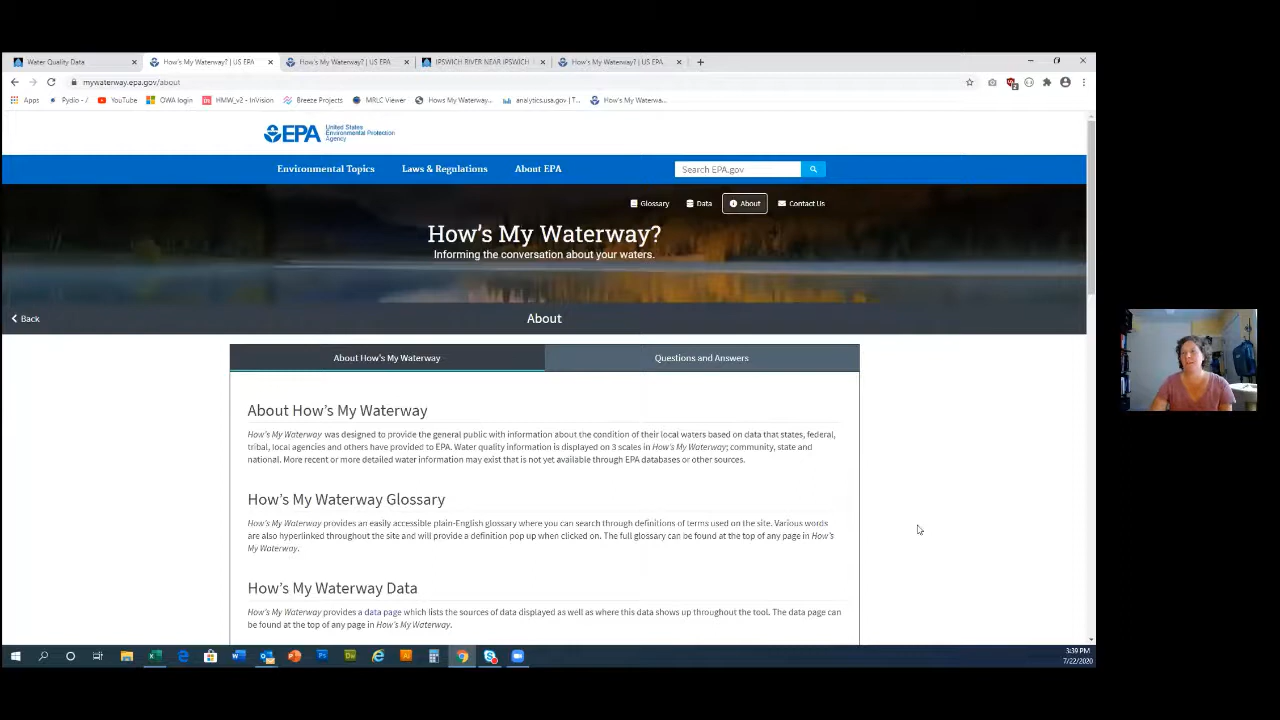 Water Quality Data
How's My Waterway? | US EPA
How's My Waterway? | US EPA
IPSWICH RIVER NEAR IPSWICH
How's My Waterway? | US EPA
mywaterway.epa.gov/about
Apps
Pydio - /
YouTube
OWA login
HMW_v2 - InVision
Breeze Projects
MRLC Viewer
Hows My Waterway...
analytics.usa.gov | T...
How's My Waterwa...
EPA
United States
Environmental Protection
Agency
Environmental Topics
Laws & Regulations
About EPA
Search EPA.gov
Glossary
Data
About
Contact Us
How's My Waterway?
Informing the conversation about your waters.
Back
About
About How's My Waterway
Questions and Answers
About How's My Waterway
How's My Waterway was designed to provide the general public with information about the condition of their local waters based on data that states, federal,
tribal, local agencies and others have provided to EPA. Water quality information is displayed on 3 scales in How's My Waterway; community, state and
national. More recent or more detailed water information may exist that is not yet available through EPA databases or other sources.
How's My Waterway Glossary
How's My Waterway provides an easily accessible plain-English glossary where you can search through definitions of terms used on the site. Various words
are also hyperlinked throughout the site and will provide a definition pop up when clicked on. The full glossary can be found at the top of any page in How's
My Waterway.
How's My Waterway Data
How's My Waterway provides a data page which lists the sources of data displayed as well as where this data shows up throughout the tool. The data page can
be found at the top of any page in How's My Waterway.
3:39 PM
7/22/2020